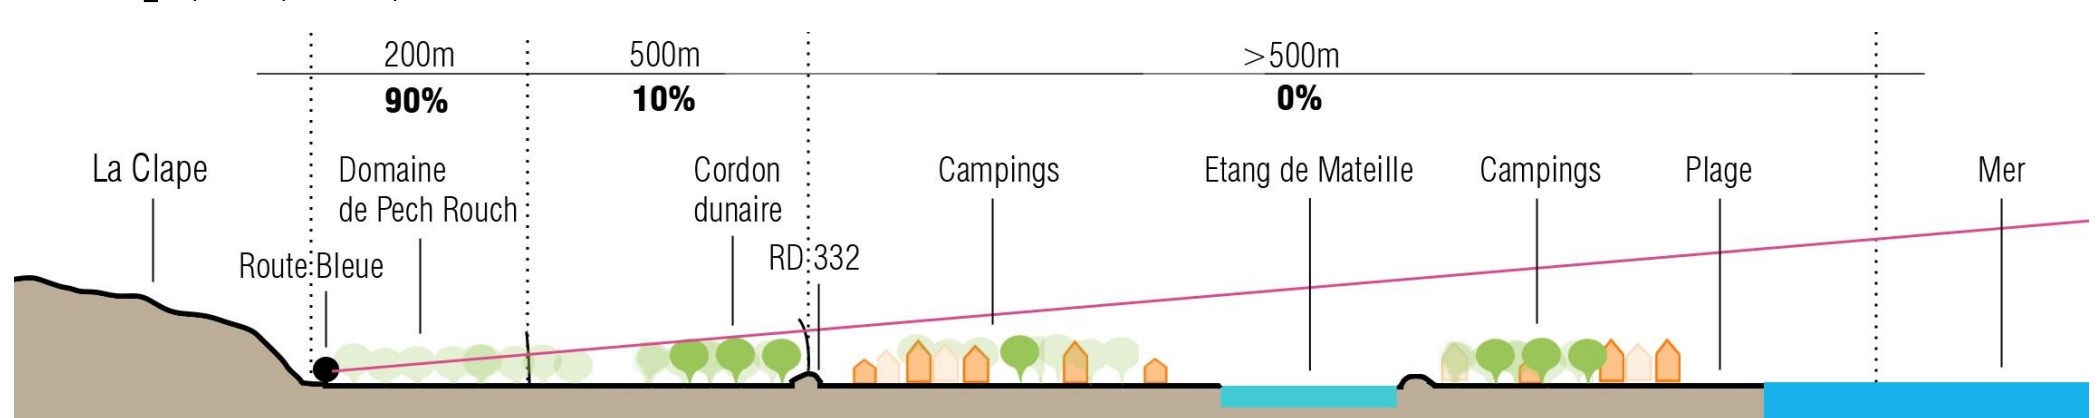 200m 500m >500m
90% 10% 0%
La Clape
Domaine
de Pech Rouch
Cordon
dunaire
Campings
Etang de Mateille
Campings
Plage
Mer
Route Bleue
RD 332